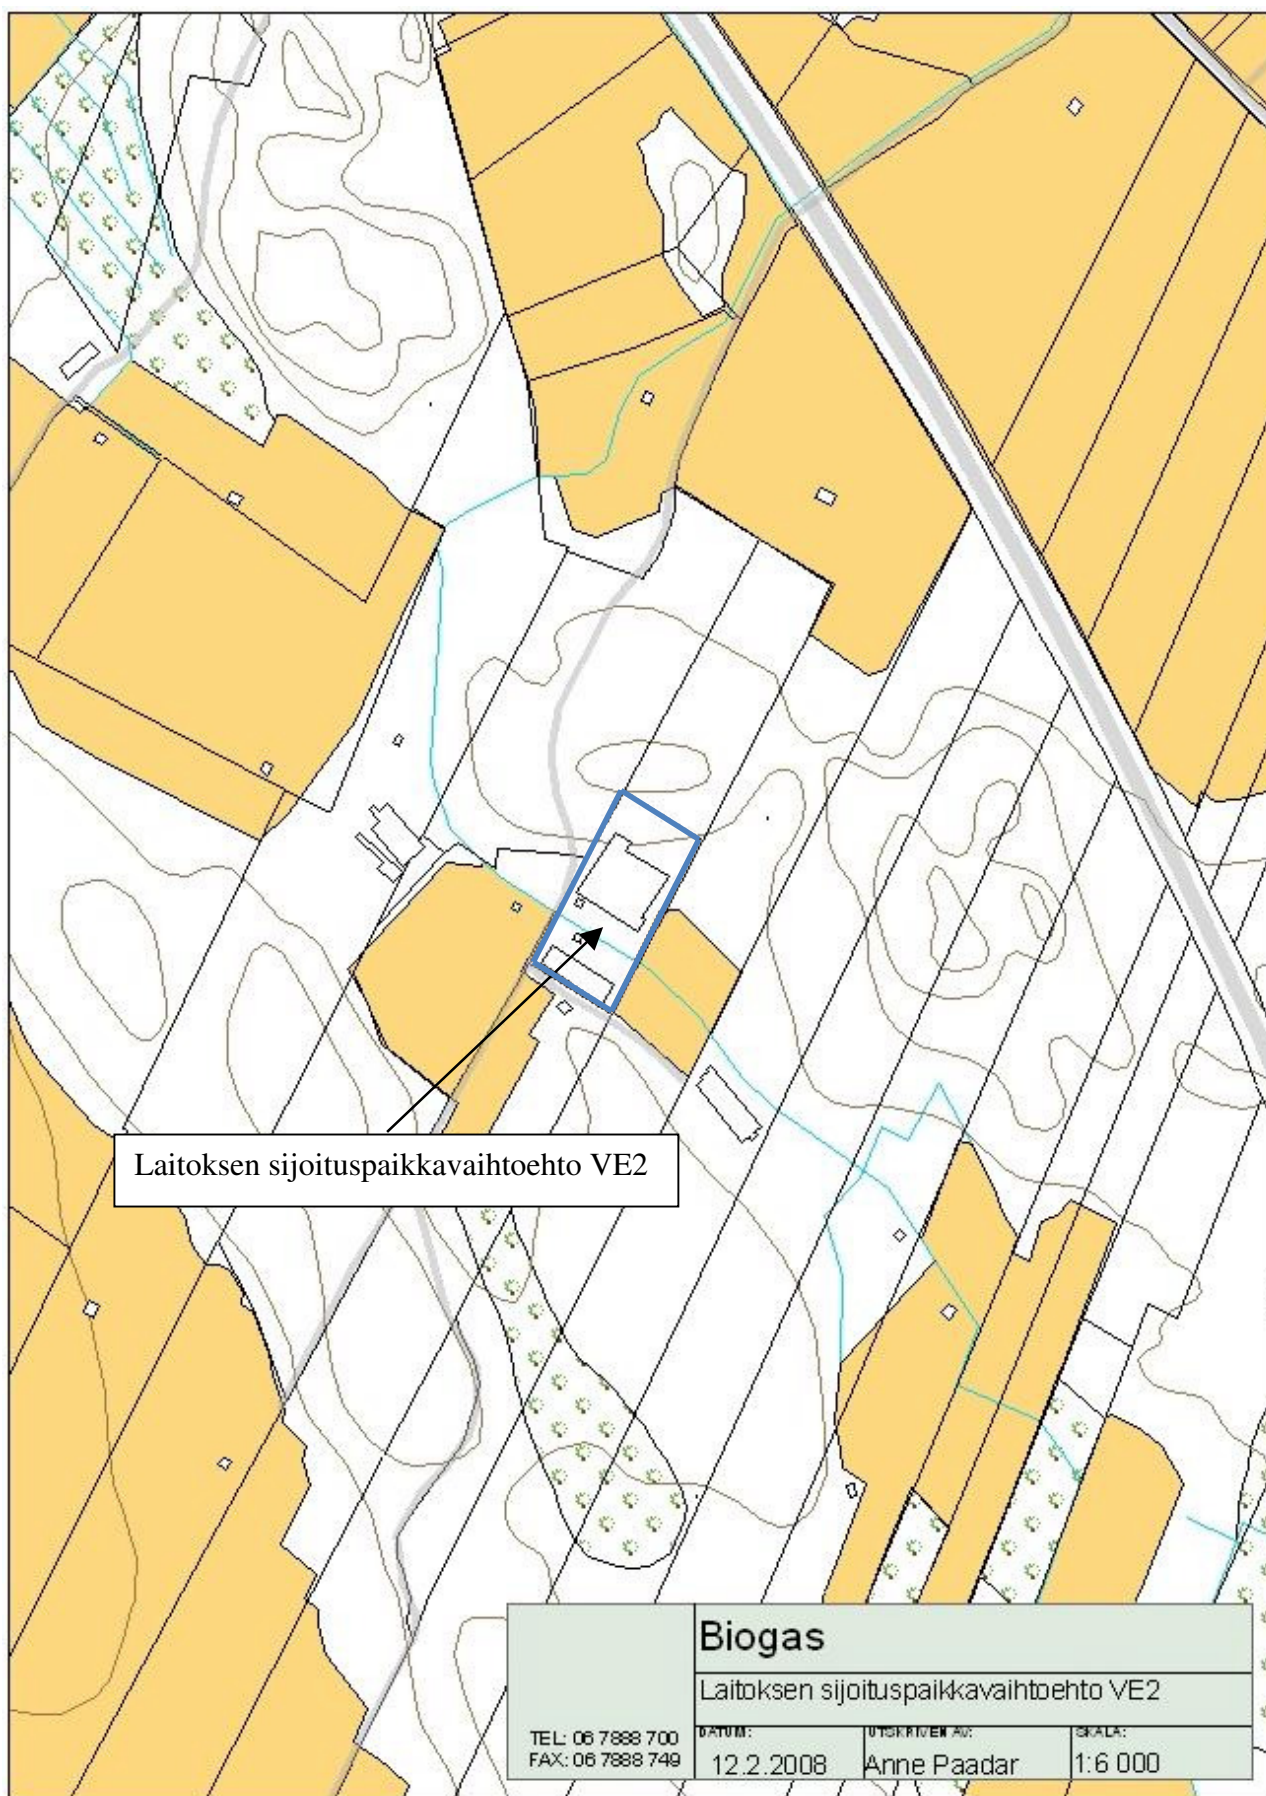 Laitoksen sijoituspaikkavaihtoehto VE2
Biogas
Laitoksen sijoituspaikkavaihtoehto VE2
TEL: 06 7888 700
FAX: 06 7888 749
DATUM:
12.2.2008
UTSKRIVEN AV:
Anne Paadar
SKALA:
1:6 000